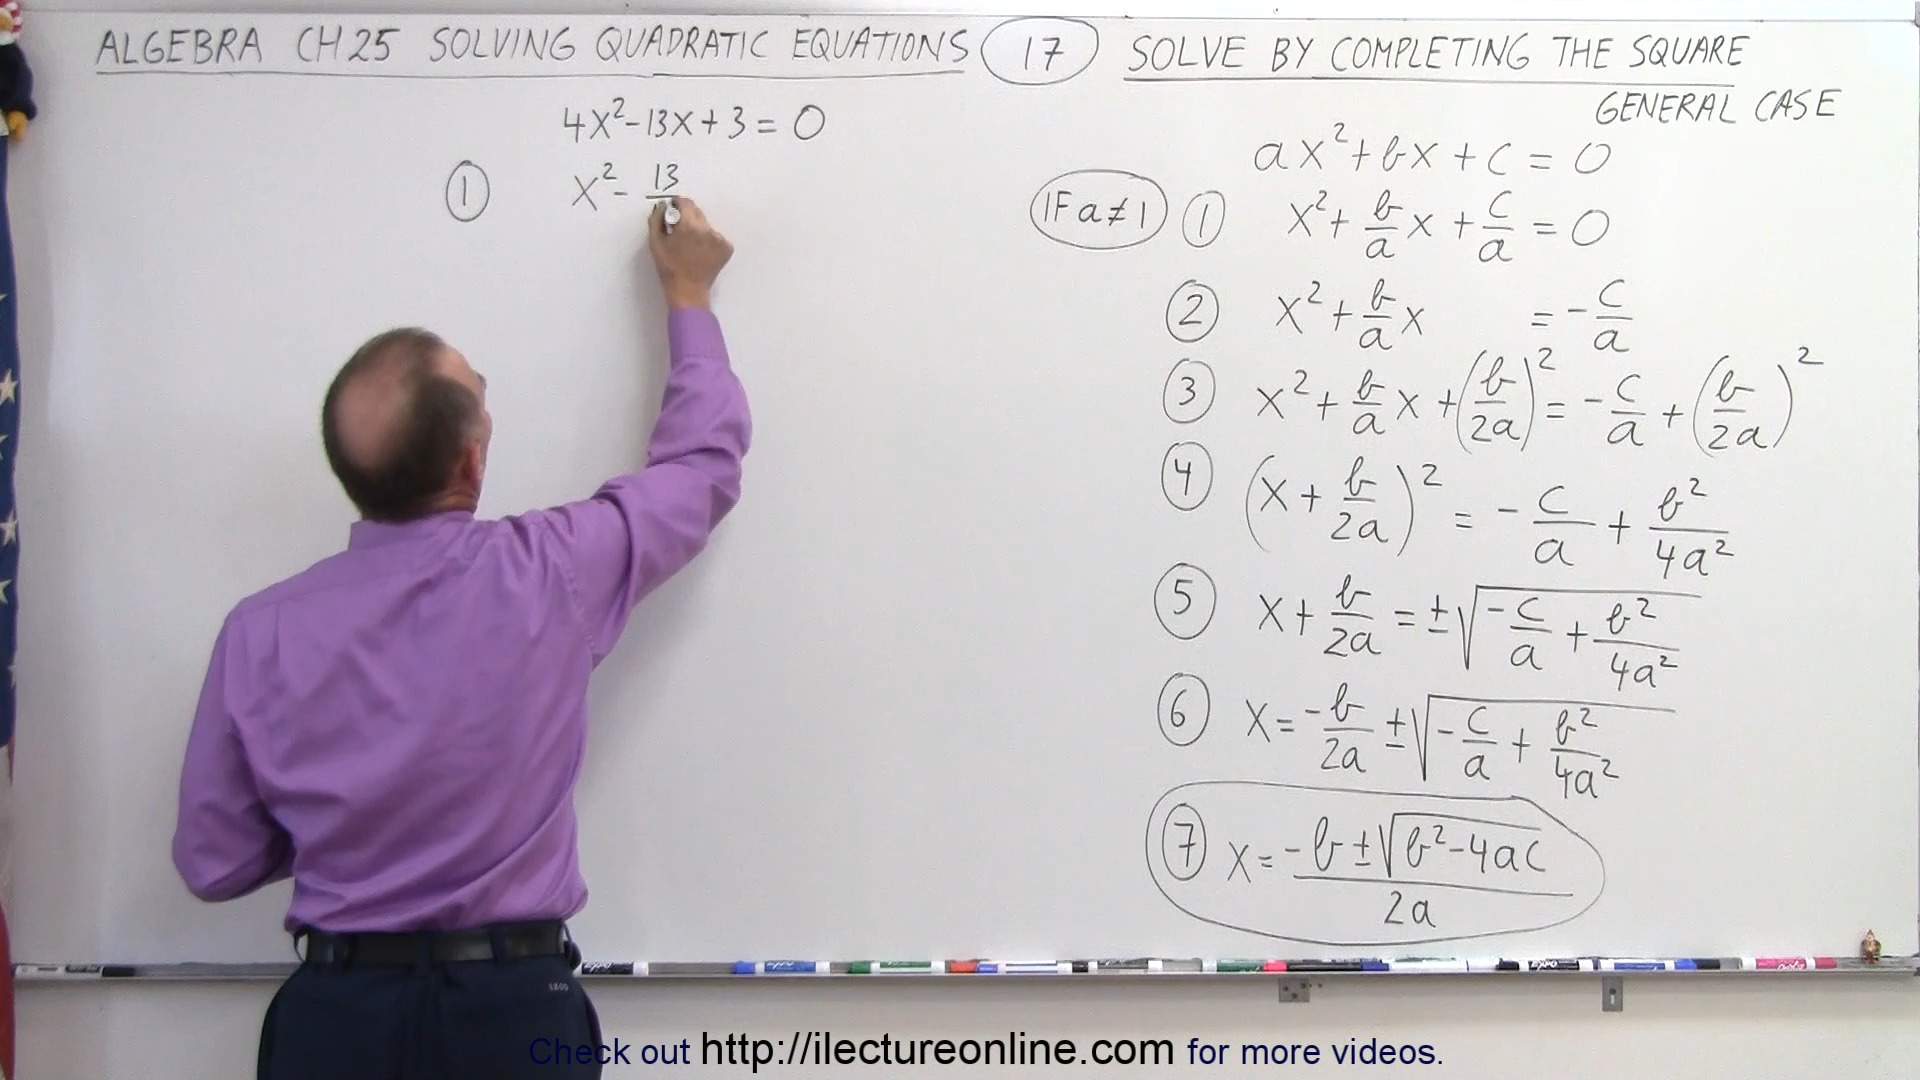 ALGEBRA CH 25 SOLVING QUADRATIC EQUATIONS 17 SOLVE BY COMPLETING THE SQUARE
GENERAL CASE
4x² - 13x + 3 = 0
① x² - 13/
ax² + bx + c = 0
IF a ≠ 1 ① x² + b/a x + c/a = 0
② x² + b/a x = - c/a
③ x² + b/a x + (b/2a)² = - c/a + (b/2a)²
④ (x + b/2a)² = - c/a + b²/4a²
⑤ x + b/2a = ±√(-c/a + b²/4a²)
⑥ x = -b/2a ± √(-c/a + b²/4a²)
⑦ x = (-b ± √(b² - 4ac))/2a
Check out http://ilectureonline.com for more videos.